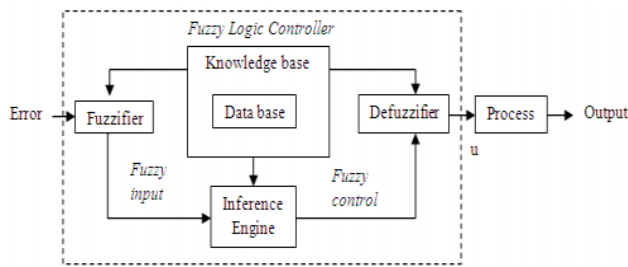 Fuzzy Logic Controller
Knowledge base
Data base
Error
Fuzzifier
Defuzzifier
Process
Output
u
Fuzzy
input
Inference
Engine
Fuzzy
control